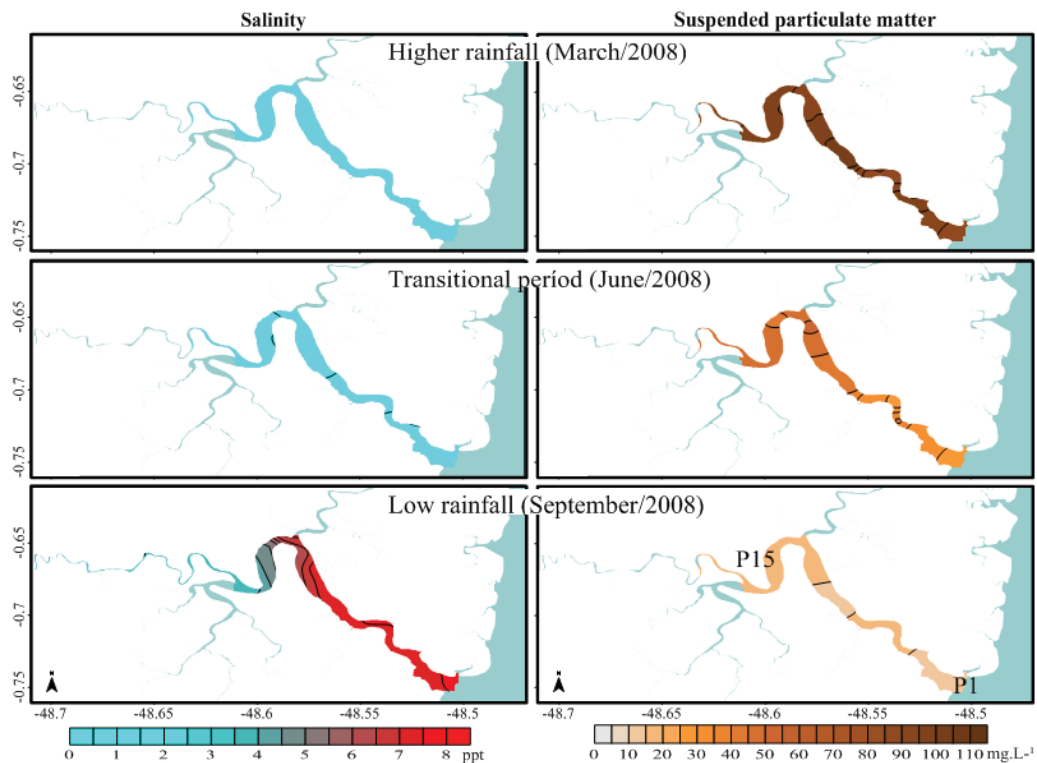 Salinity
Suspended particulate matter
Higher rainfall (March/2008)
-0.65
-0.7
-0.75
Transitional períod (June/2008)
-0.65
-0.7
-0.75
Low rainfall (September/2008)
-0.65
-0.7
-0.75
P15
P1
N
N
-48.7 -48.65 -48.6 -48.55 -48.5
-48.7 -48.65 -48.6 -48.55 -48.5
0 1 2 3 4 5 6 7 8 ppt
0 10 20 30 40 50 60 70 80 90 100 110 mg.L⁻¹